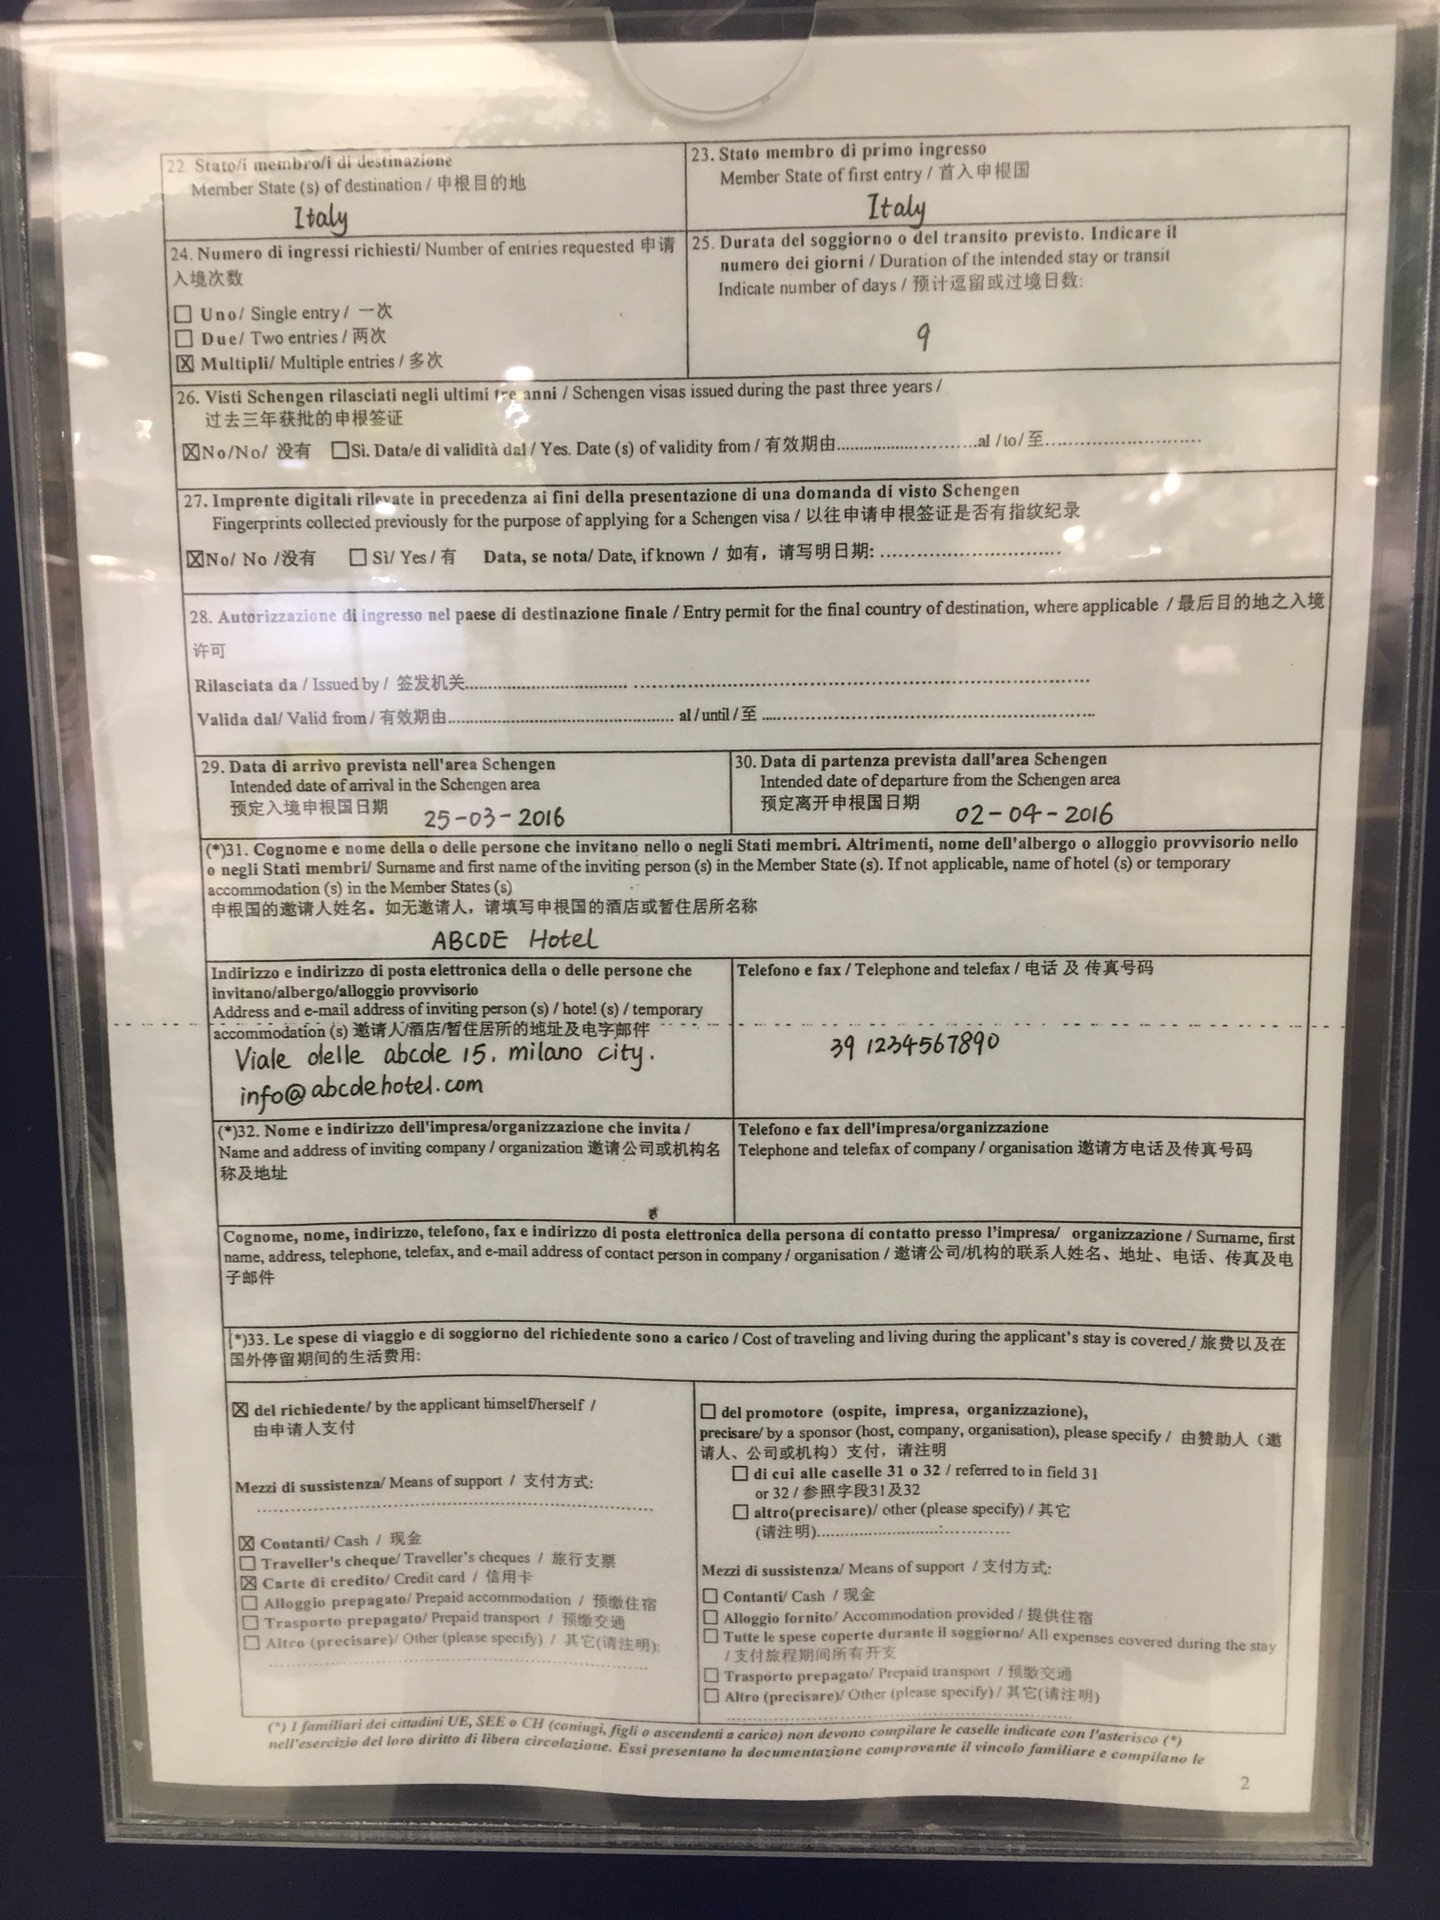 22. Stato/i membro/i di destinazione
Member State (s) of destination / 申根目的地
Italy
23. Stato membro di primo ingresso
Member State of first entry / 首入申根国
Italy
24. Numero di ingressi richiesti/ Number of entries requested 申请
入境次数
☐ Uno/ Single entry / 一次
☐ Due/ Two entries / 两次
☒ Multipli/ Multiple entries / 多次
25. Durata del soggiorno o del transito previsto. Indicare il
numero dei giorni / Duration of the intended stay or transit
Indicate number of days / 预计逗留或过境日数:
9
26. Visti Schengen rilasciati negli ultimi tre anni / Schengen visas issued during the past three years /
过去三年获批的申根签证
☒No/No/ 没有 ☐Sì. Data/e di validità dal / Yes. Date (s) of validity from / 有效期由..............................al /to/ 至................................
27. Impronte digitali rilevate in precedenza ai fini della presentazione di una domanda di visto Schengen
Fingerprints collected previously for the purpose of applying for a Schengen visa / 以往申请申根签证是否有指纹纪录
☒No/ No /没有 ☐ Sì/ Yes / 有 Data, se nota/ Date, if known / 如有，请写明日期: ....................................
28. Autorizzazione di ingresso nel paese di destinazione finale / Entry permit for the final country of destination, where applicable / 最后目的地之入境
许可
Rilasciata da / Issued by / 签发机关................................. ................................................................................
Valida dal/ Valid from / 有效期由.............................................. al / until / 至 ....................................................................
29. Data di arrivo prevista nell'area Schengen
Intended date of arrival in the Schengen area
预定入境申根国日期 25-03-2016
30. Data di partenza prevista dall'area Schengen
Intended date of departure from the Schengen area
预定离开申根国日期 02-04-2016
(*)31. Cognome e nome della o delle persone che invitano nello o negli Stati membri. Altrimenti, nome dell'albergo o alloggio provvisorio nello
o negli Stati membri/ Surname and first name of the inviting person (s) in the Member State (s). If not applicable, name of hotel (s) or temporary
accommodation (s) in the Member States (s)
申根国的邀请人姓名。如无邀请人，请填写申根国的酒店或暂住居所名称
ABCDE Hotel
Indirizzo e indirizzo di posta elettronica della o delle persone che
invitano/albergo/alloggio provvisorio
Address and e-mail address of inviting person (s) / hotel (s) / temporary
accommodation (s) 邀请人/酒店/暂住居所的地址及电字邮件
Viale delle abcde 15, milano city.
info@abcdehotel.com
Telefono e fax / Telephone and telefax / 电话 及 传真号码
39 1234567890
(*)32. Nome e indirizzo dell'impresa/organizzazione che invita /
Name and address of inviting company / organization 邀请公司或机构名
称及地址
Telefono e fax dell'impresa/organizzazione
Telephone and telefax of company / organisation 邀请方电话及传真号码
Cognome, nome, indirizzo, telefono, fax e indirizzo di posta elettronica della persona di contatto presso l'impresa/ organizzazione / Surname, first
name, address, telephone, telefax, and e-mail address of contact person in company / organisation / 邀请公司/机构的联系人姓名、地址、电话、传真及电
子邮件
(*)33. Le spese di viaggio e di soggiorno del richiedente sono a carico / Cost of traveling and living during the applicant's stay is covered / 旅费以及在
国外停留期间的生活费用:
☒ del richiedente/ by the applicant himself/herself /
由申请人支付
Mezzi di sussistenza/ Means of support / 支付方式:
................................................................................
☒ Contanti/ Cash / 现金
☐ Traveller's cheque/ Traveller's cheques / 旅行支票
☒ Carte di credito/ Credit card / 信用卡
☐ Alloggio prepagato/ Prepaid accommodation / 预缴住宿
☐ Trasporto prepagato/ Prepaid transport / 预缴交通
☐ Altro (precisare)/ Other (please specify) / 其它(请注明):
................................................................................
☐ del promotore (ospite, impresa, organizzazione),
precisare/ by a sponsor (host, company, organisation), please specify / 由赞助人（邀
请人、公司或机构）支付，请注明
☐ di cui alle caselle 31 o 32 / referred to in field 31
or 32 / 参照字段31及32
☐ altro(precisare)/ other (please specify) / 其它
(请注明)........................................
Mezzi di sussistenza/ Means of support / 支付方式:
☐ Contanti/ Cash / 现金
☐ Alloggio fornito/ Accommodation provided / 提供住宿
☐ Tutte le spese coperte durante il soggiorno/ All expenses covered during the stay
/ 支付旅程期间所有开支
☐ Trasporto prepagato/ Prepaid transport / 预缴交通
☐ Altro (precisare)/ Other (please specify) / 其它(请注明)
................................................................................
(*) I familiari dei cittadini UE, SEE o CH (coniugi, figli o ascendenti a carico) non devono compilare le caselle indicate con l'asterisco (*)
nell'esercizio del loro diritto di libera circolazione. Essi presentano la documentazione comprovante il vincolo familiare e compilano le
2